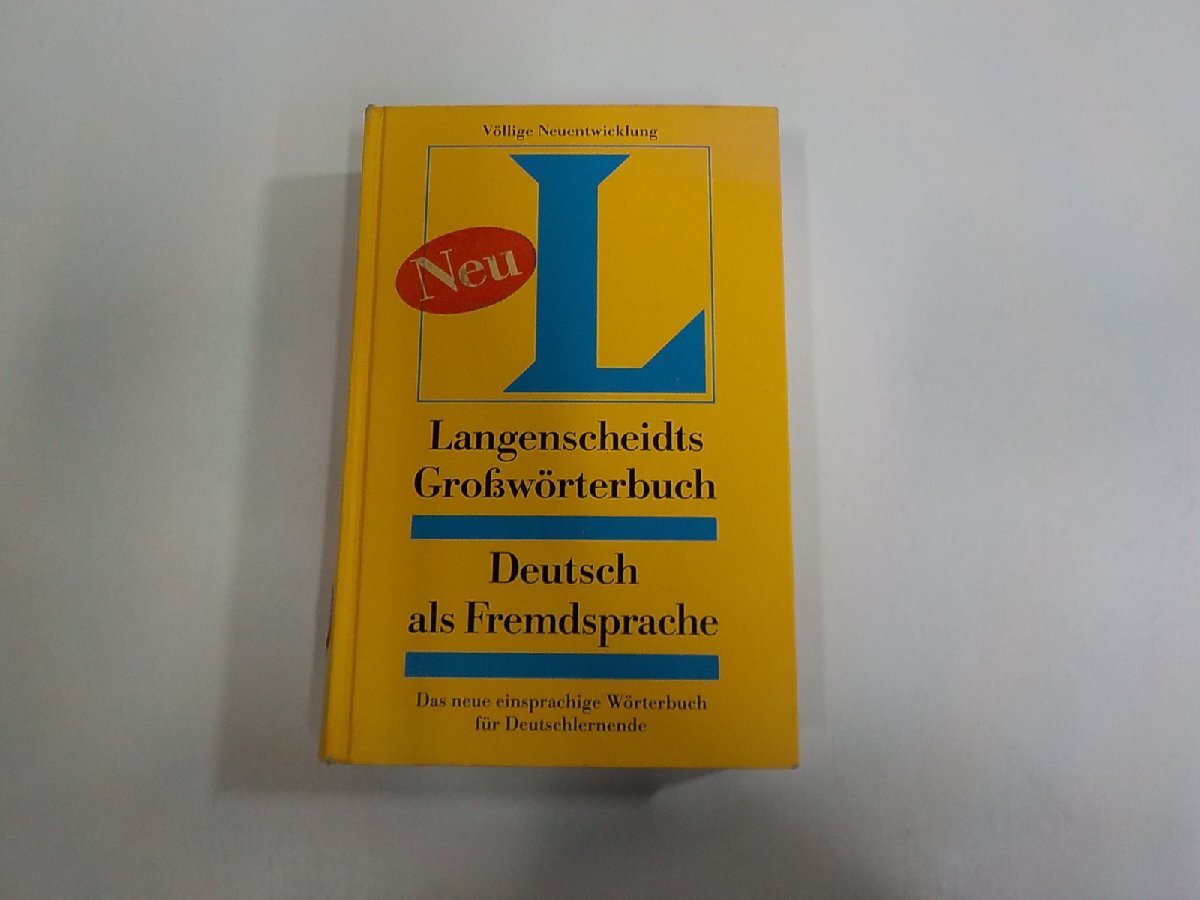 Völlige Neuentwicklung
L
Neu
Langenscheidts
Großwörterbuch
Deutsch
als Fremdsprache
Das neue einsprachige Wörterbuch
für Deutschlernende